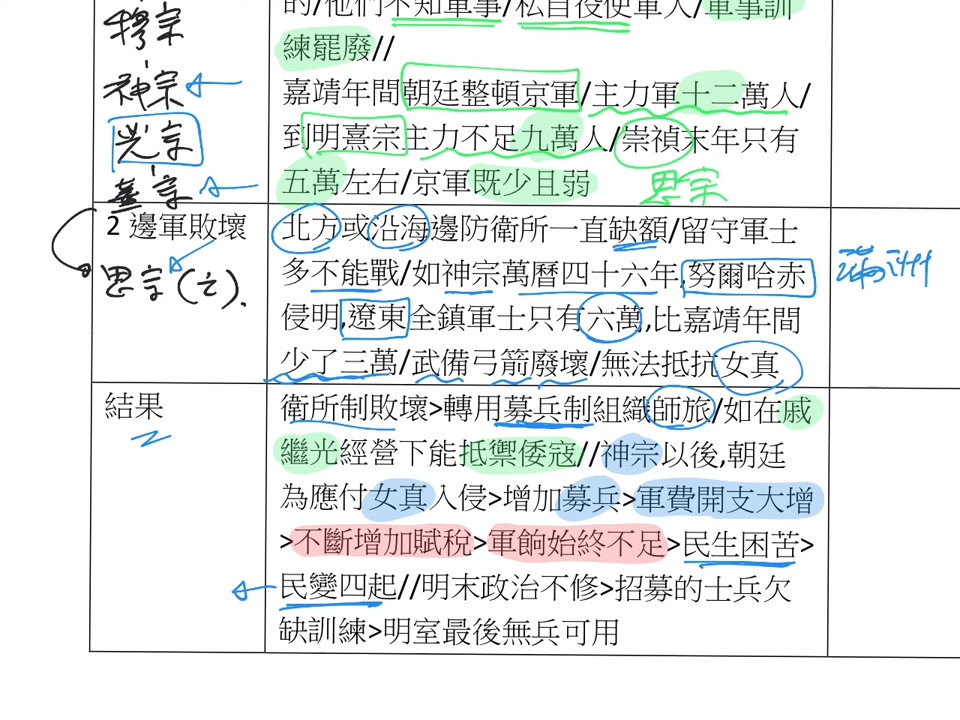 的/他們不知軍事/私自役使軍人/軍事訓
練罷廢//
嘉靖年間朝廷整頓京軍/主力軍十二萬人/
到明熹宗主力不足九萬人/崇禎末年只有
五萬左右/京軍既少且弱
思宗
穆宗
神宗
光宗
熹宗
2 邊軍敗壞
思宗(亡).
北方或沿海邊防衛所一直缺額/留守軍士
多不能戰/如神宗萬曆四十六年,努爾哈赤
侵明,遼東全鎮軍士只有六萬,比嘉靖年間
少了三萬/武備弓箭廢壞/無法抵抗女真
滿洲
結果
衛所制敗壞>轉用募兵制組織師旅/如在戚
繼光經營下能抵禦倭寇//神宗以後,朝廷
為應付女真入侵>增加募兵>軍費開支大增
>不斷增加賦稅>軍餉始終不足>民生困苦>
民變四起//明末政治不修>招募的士兵欠
缺訓練>明室最後無兵可用